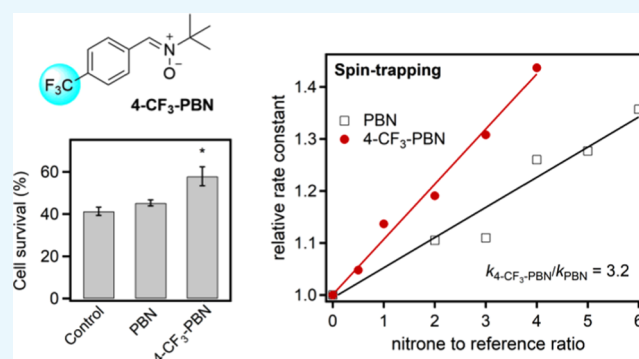 F₃C
N⁺
O⁻
4-CF₃-PBN
Cell survival (%)
60
40
20
0
*
Control
PBN
4-CF₃-PBN
Spin-trapping
PBN
4-CF₃-PBN
relative rate constant
1.4
1.3
1.2
1.1
1.0
k4-CF₃-PBN/kPBN = 3.2
0 1 2 3 4 5 6
nitrone to reference ratio